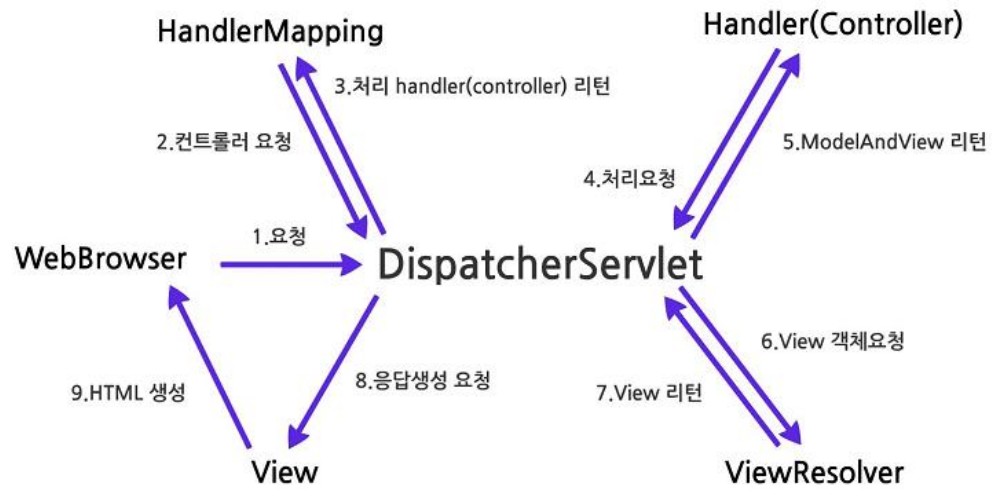 HandlerMapping
Handler(Controller)
3.처리 handler(controller) 리턴
2.컨트롤러 요청
5.ModelAndView 리턴
4.처리요청
1.요청
WebBrowser
DispatcherServlet
6.View 객체요청
8.응답생성 요청
9.HTML 생성
7.View 리턴
View
ViewResolver